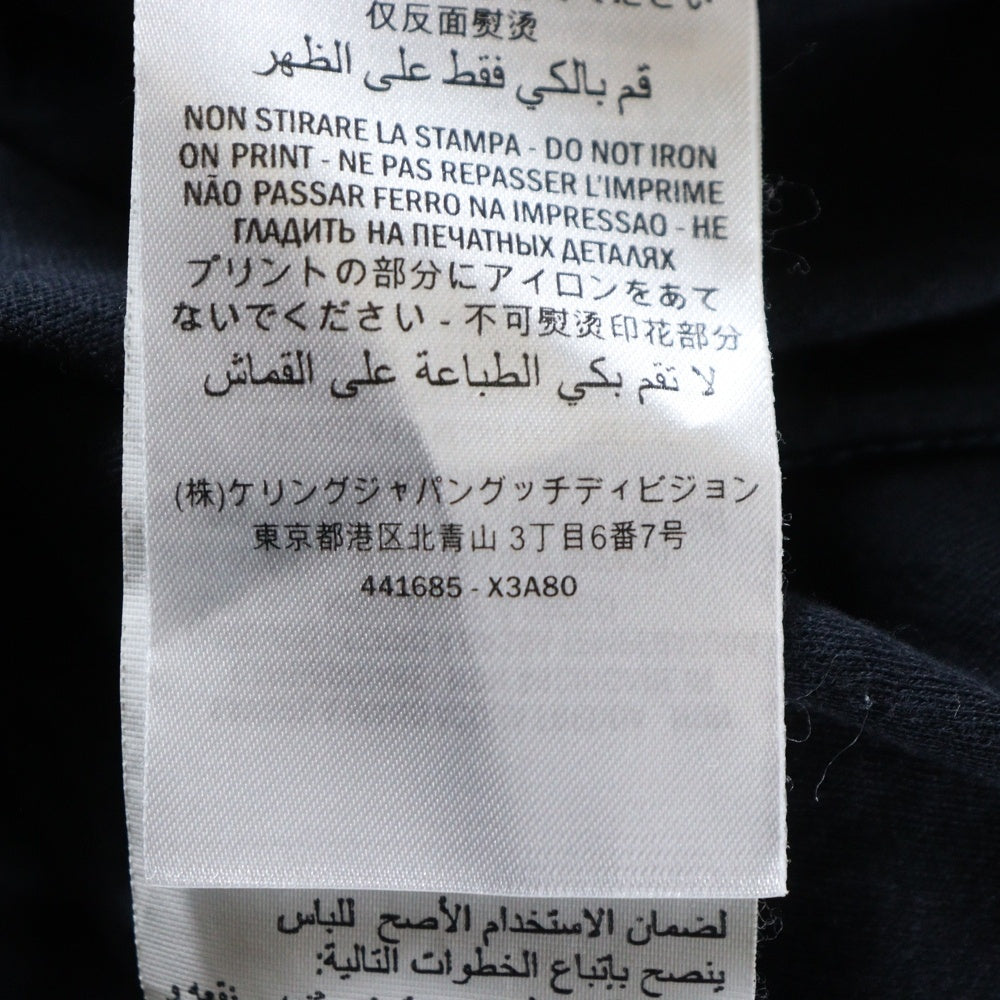 ください
仅反面熨烫
قم بالكي فقط على الظهر
NON STIRARE LA STAMPA - DO NOT IRON
ON PRINT - NE PAS REPASSER L'IMPRIME
NÃO PASSAR FERRO NA IMPRESSAO - НЕ
ГЛАДИТЬ НА ПЕЧАТНЫХ ДЕТАЛЯХ
プリントの部分にアイロンをあて
ないでください - 不可熨烫印花部分
لا تقم بكي الطباعة على القماش
(株)ケリングジャパングッチディビジョン
東京都港区北青山 3丁目6番7号
441685 - X3A80
لضمان الاستخدام الأصح للباس
ينصح بإتباع الخطوات التالية: